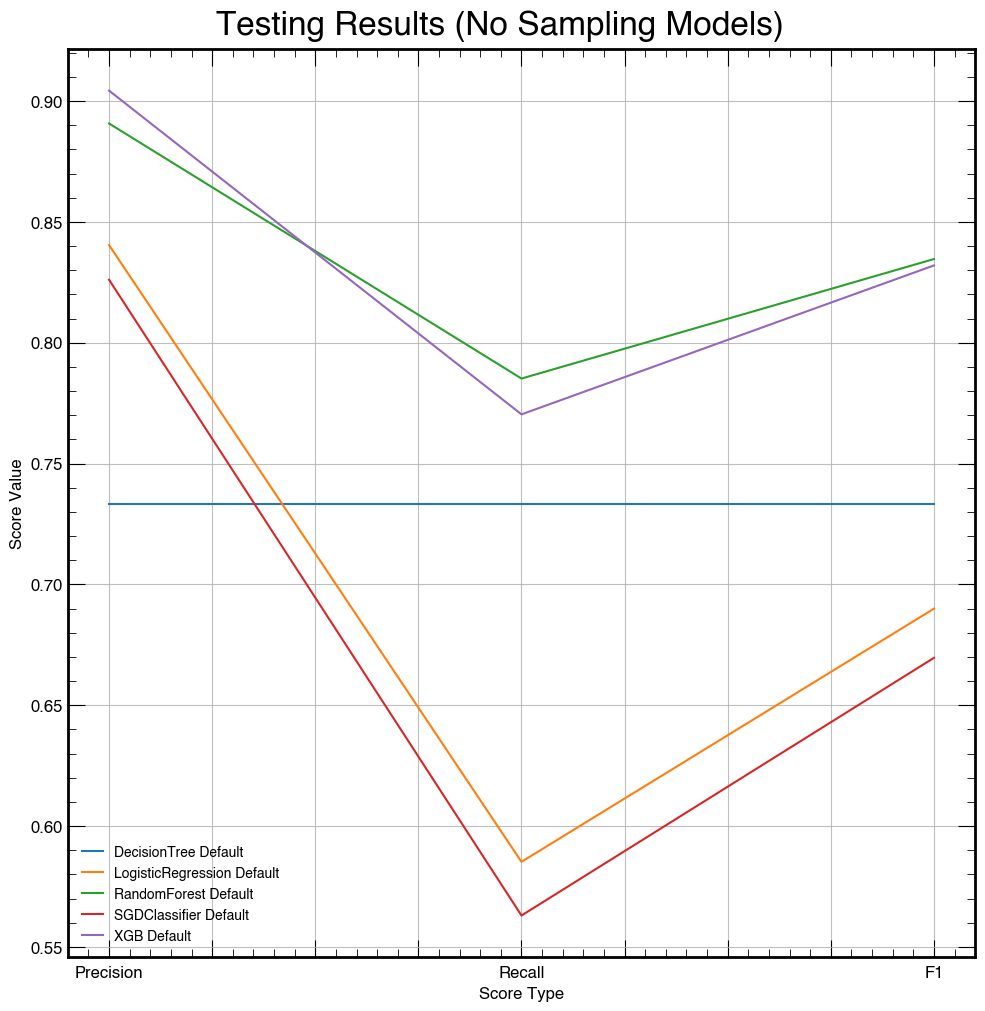 Testing Results (No Sampling Models)
0.90
0.85
0.80
0.75
0.70
0.65
0.60
0.55
Score Value
DecisionTree Default
LogisticRegression Default
RandomForest Default
SGDClassifier Default
XGB Default
Precision Recall F1
Score Type